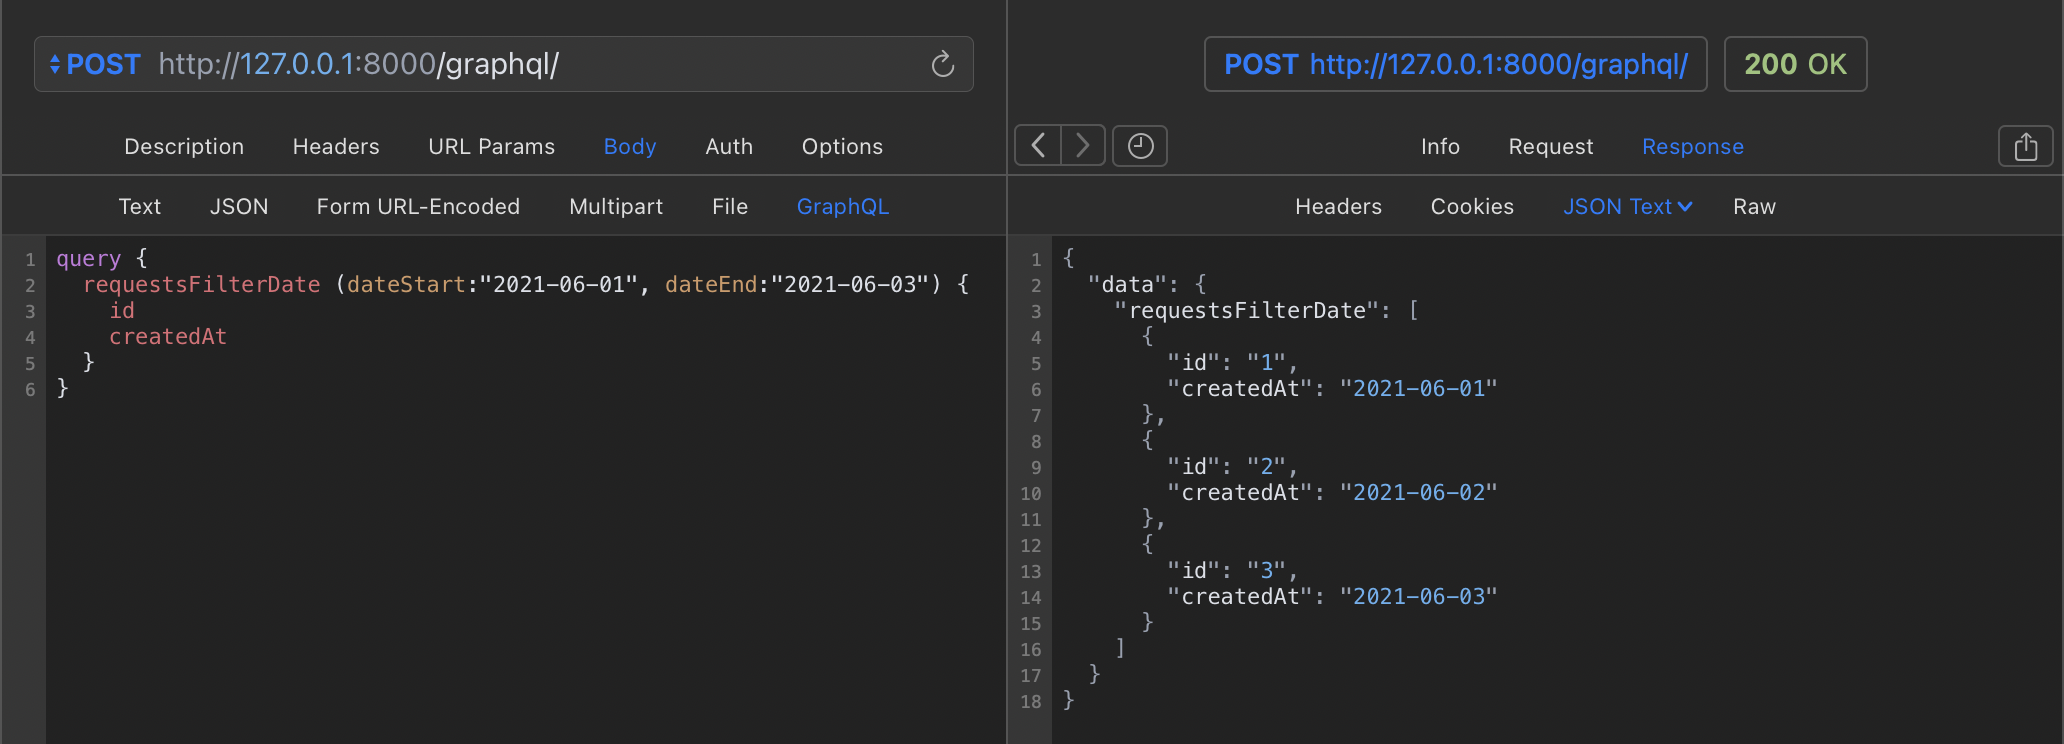 POST http://127.0.0.1:8000/graphql/
Description Headers URL Params Body Auth Options
Text JSON Form URL-Encoded Multipart File GraphQL
1 query {
2   requestsFilterDate (dateStart:"2021-06-01", dateEnd:"2021-06-03") {
3     id
4     createdAt
5   }
6 }
POST http://127.0.0.1:8000/graphql/ 200 OK
Info Request Response
Headers Cookies JSON Text Raw
1 {
2   "data": {
3     "requestsFilterDate": [
4       {
5         "id": "1",
6         "createdAt": "2021-06-01"
7       },
8       {
9         "id": "2",
10         "createdAt": "2021-06-02"
11       },
12       {
13         "id": "3",
14         "createdAt": "2021-06-03"
15       }
16     ]
17   }
18 }